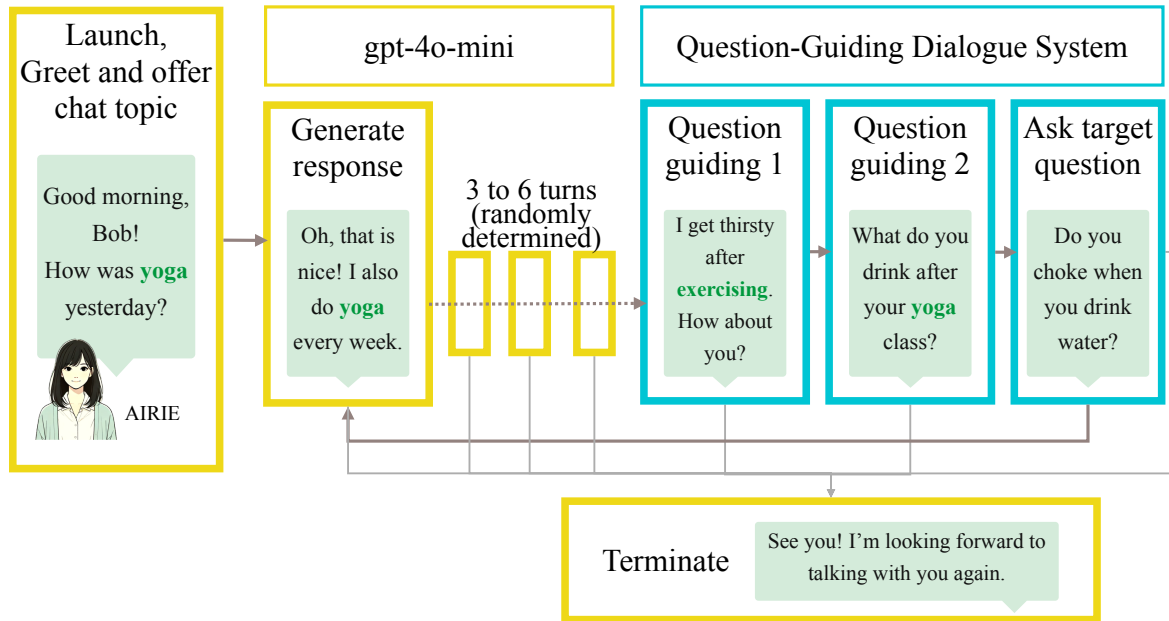 Launch,
Greet and offer
chat topic
Good morning,
Bob!
How was yoga
yesterday?
AIRIE
gpt-4o-mini
Generate
response
Oh, that is
nice! I also
do yoga
every week.
3 to 6 turns
(randomly
determined)
Question-Guiding Dialogue System
Question
guiding 1
I get thirsty
after
exercising.
How about
you?
Question
guiding 2
What do you
drink after
your yoga
class?
Ask target
question
Do you
choke when
you drink
water?
Terminate
See you! I'm looking forward to
talking with you again.